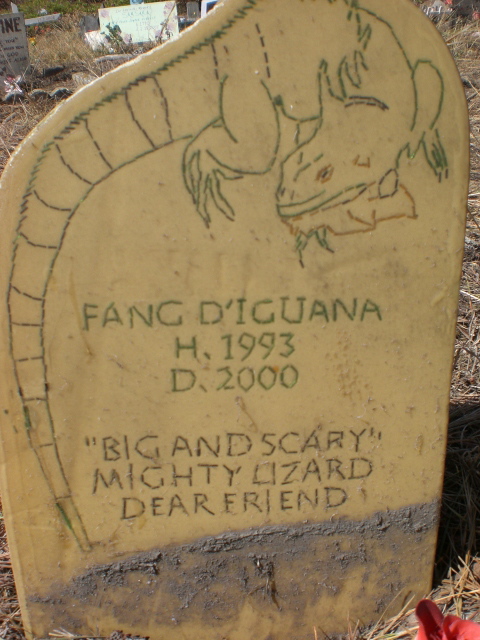 FANG D'IGUANA
H. 1993
D. 2000
"BIG AND SCARY"
MIGHTY LIZARD
DEAR FRIEND